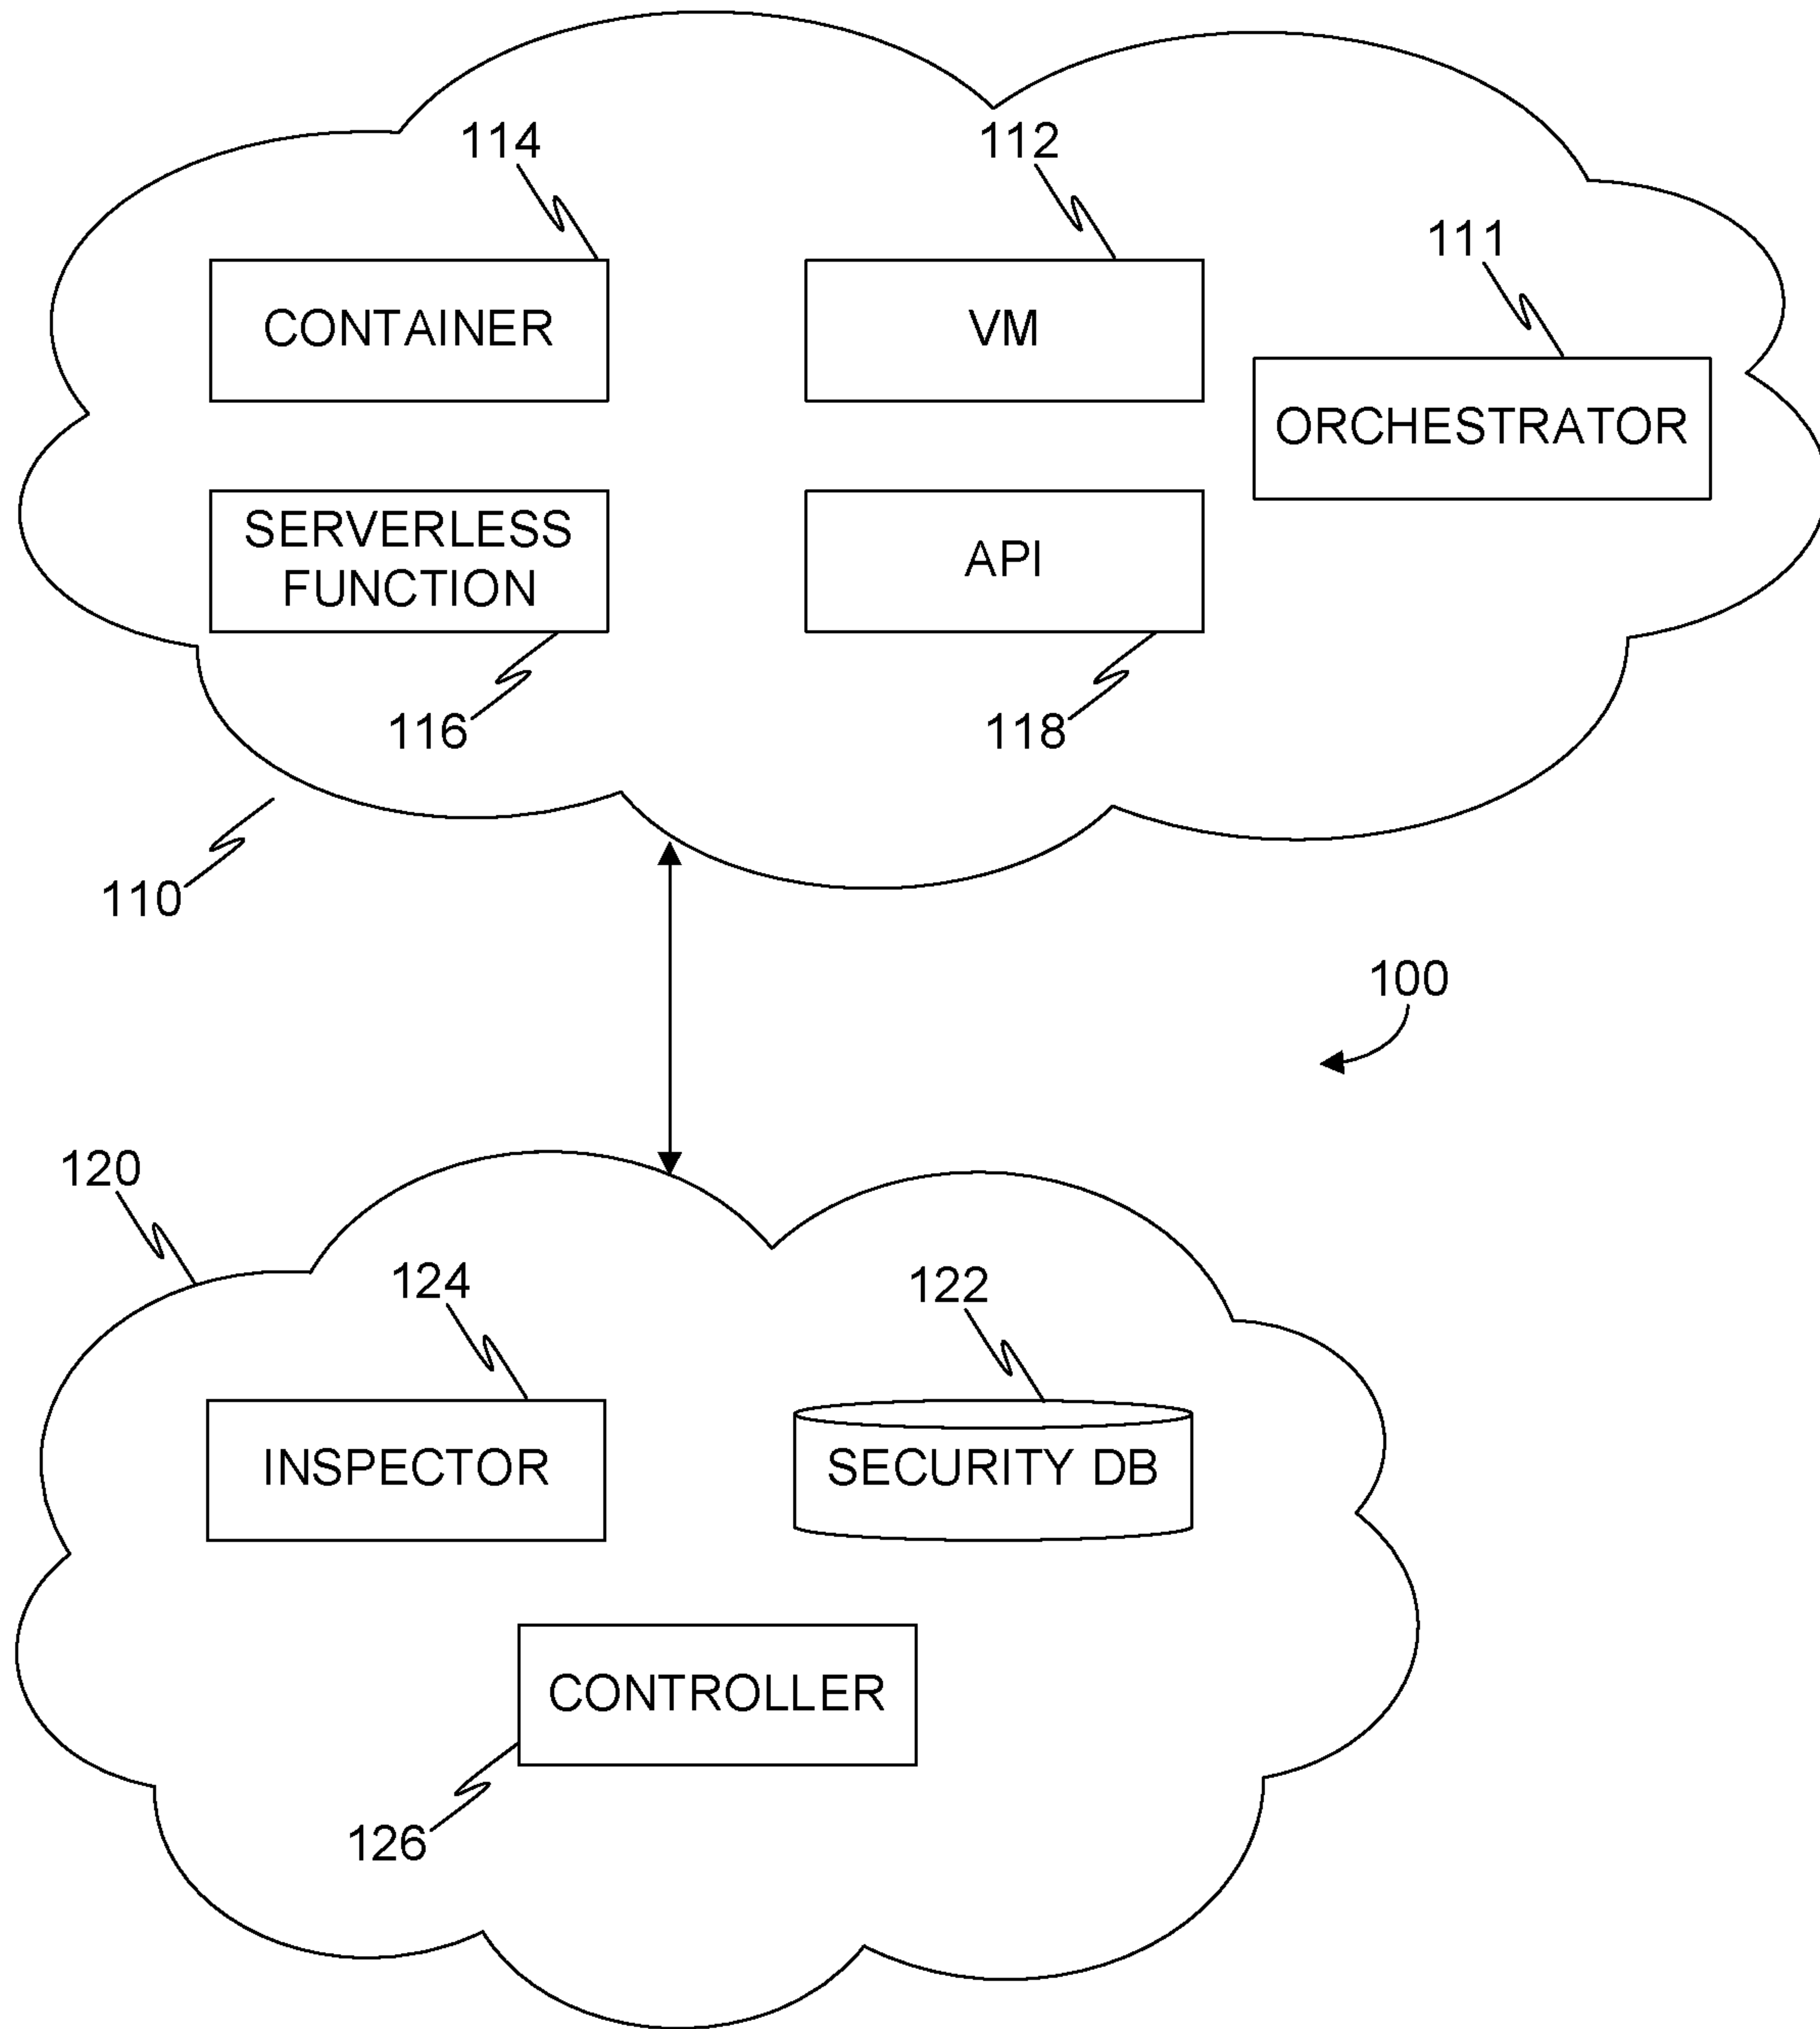 114
112
111
CONTAINER
VM
ORCHESTRATOR
SERVERLESS
FUNCTION
API
116
118
110
100
120
124
122
INSPECTOR
SECURITY DB
CONTROLLER
126